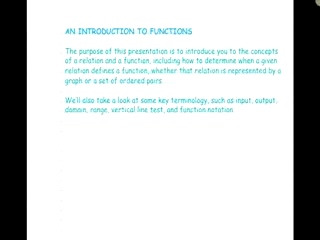 AN INTRODUCTION TO FUNCTIONS
The purpose of this presentation is to introduce you to the concepts
of a relation and a function, including how to determine when a given
relation defines a function, whether that relation is represented by a
graph or a set of ordered pairs
We'll also take a look at some key terminology, such as input, output,
domain, range, vertical line test, and function notation